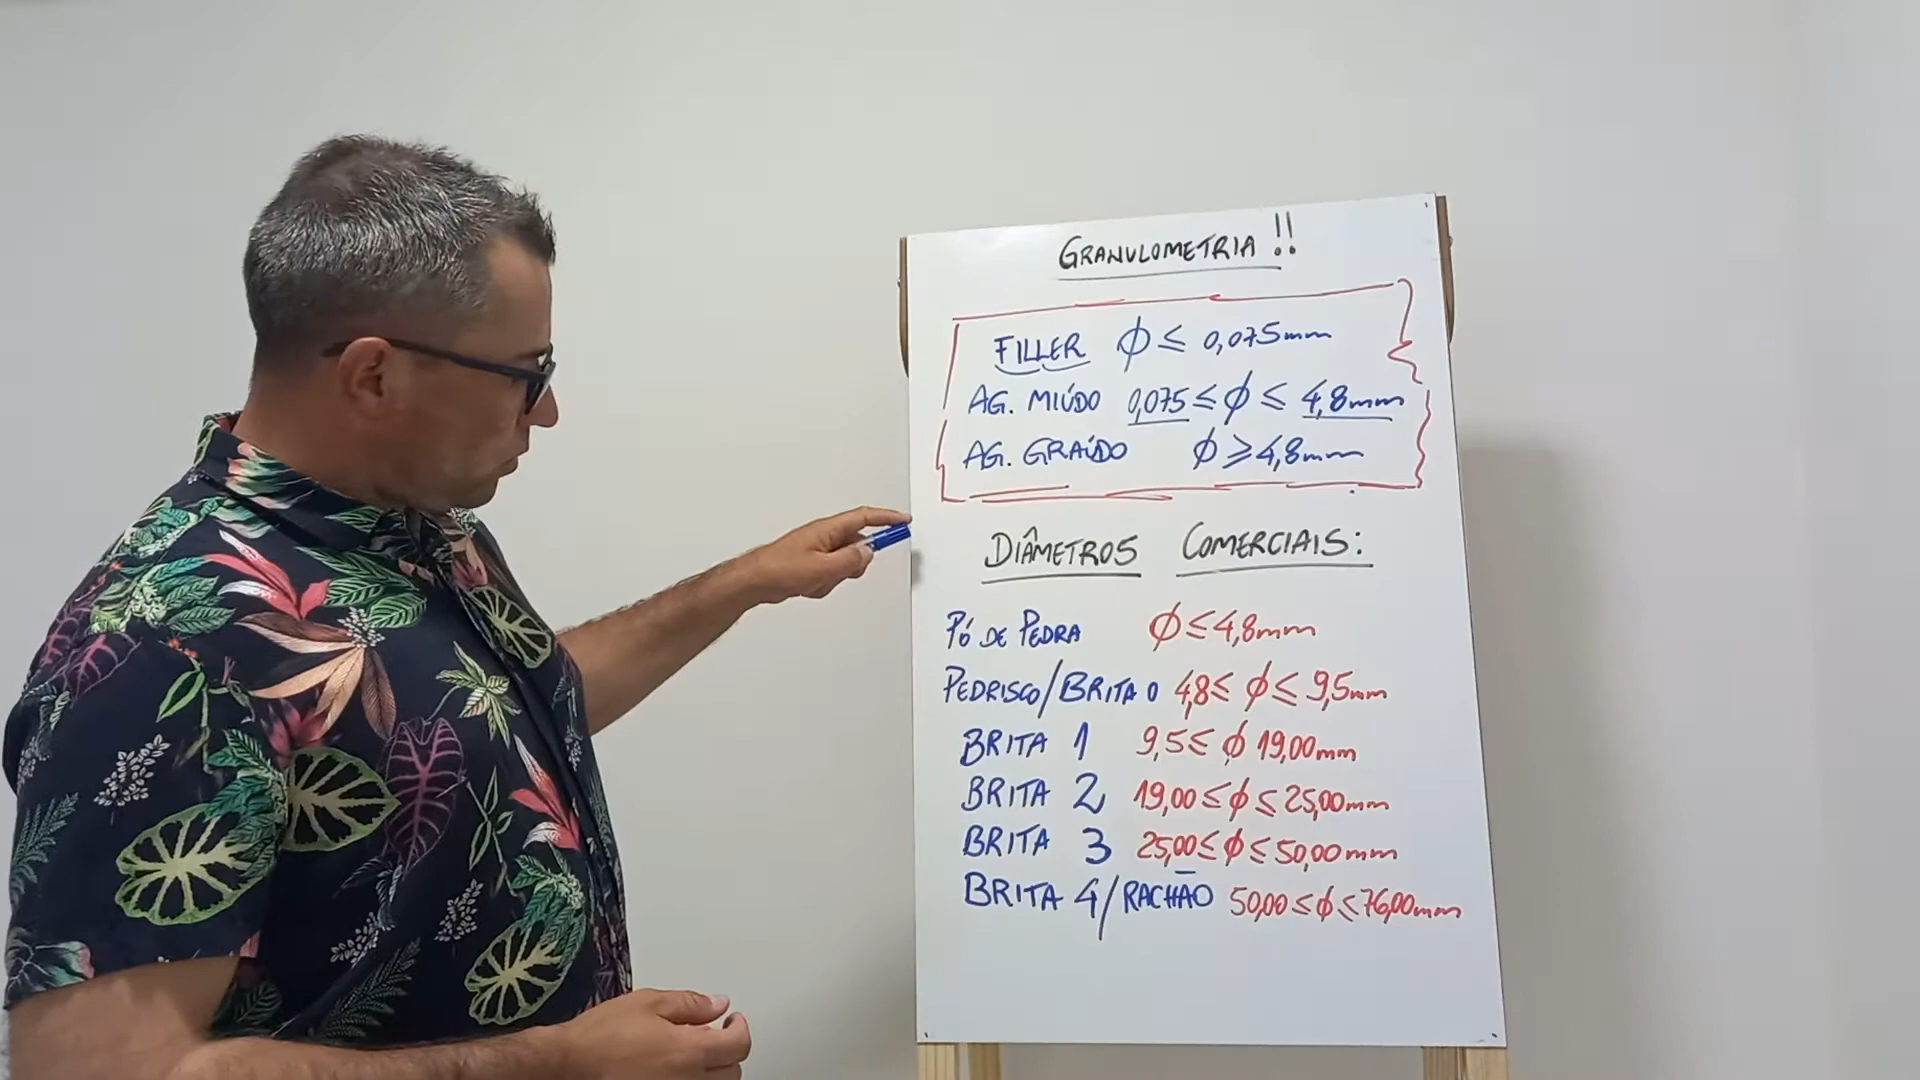 GRANULOMETRIA !!
FILLER ϕ ≤ 0,075mm
AG. MIÚDO 0,075 ≤ ϕ ≤ 4,8mm
AG. GRAÚDO ϕ ≥ 4,8mm
DIÂMETROS COMERCIAIS:
PÓ DE PEDRA ϕ ≤ 4,8mm
PEDRISCO/BRITA 0 4,8 ≤ ϕ ≤ 9,5mm
BRITA 1 9,5 ≤ ϕ 19,00mm
BRITA 2 19,00 ≤ ϕ ≤ 25,00mm
BRITA 3 25,00 ≤ ϕ ≤ 50,00mm
BRITA 4/RACHÃO 50,00 ≤ ϕ ≤ 76,00mm